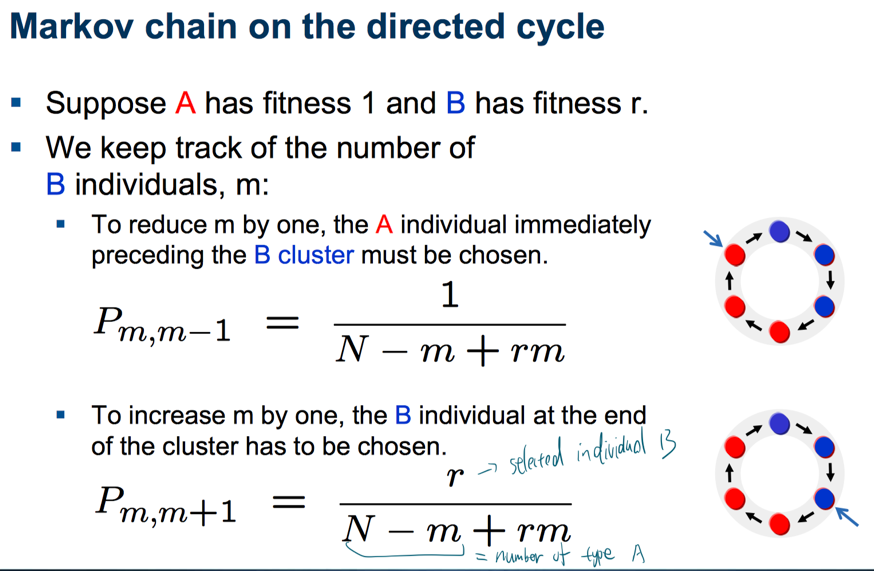 Markov chain on the directed cycle
Suppose A has fitness 1 and B has fitness r.
We keep track of the number of
B individuals, m:
To reduce m by one, the A individual immediately
preceding the B cluster must be chosen.
P_{m,m-1} = \frac{1}{N - m + rm}
To increase m by one, the B individual at the end
of the cluster has to be chosen.
→ selected individual B
P_{m,m+1} = \frac{r}{N - m + rm}
= number of type A